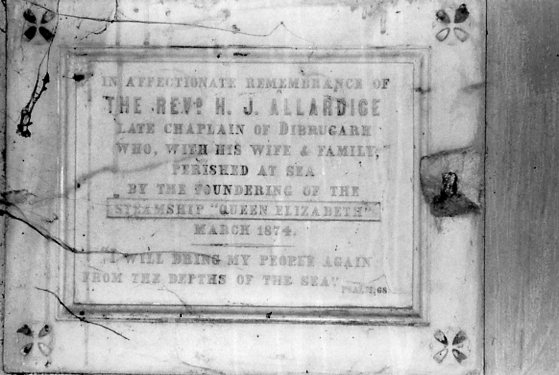 IN AFFECTIONATE REMEMBRANCE OF
THE REVD. H. J. ALLARDICE
LATE CHAPLAIN OF DIBRUGARH
WHO, WITH HIS WIFE & FAMILY,
PERISHED AT SEA
BY THE FOUNDERING OF THE
STEAMSHIP "QUEEN ELIZABETH"
MARCH 1874.
"I WILL BRING MY PEOPLE AGAIN
FROM THE DEPTHS OF THE SEA".
PSALM, 68